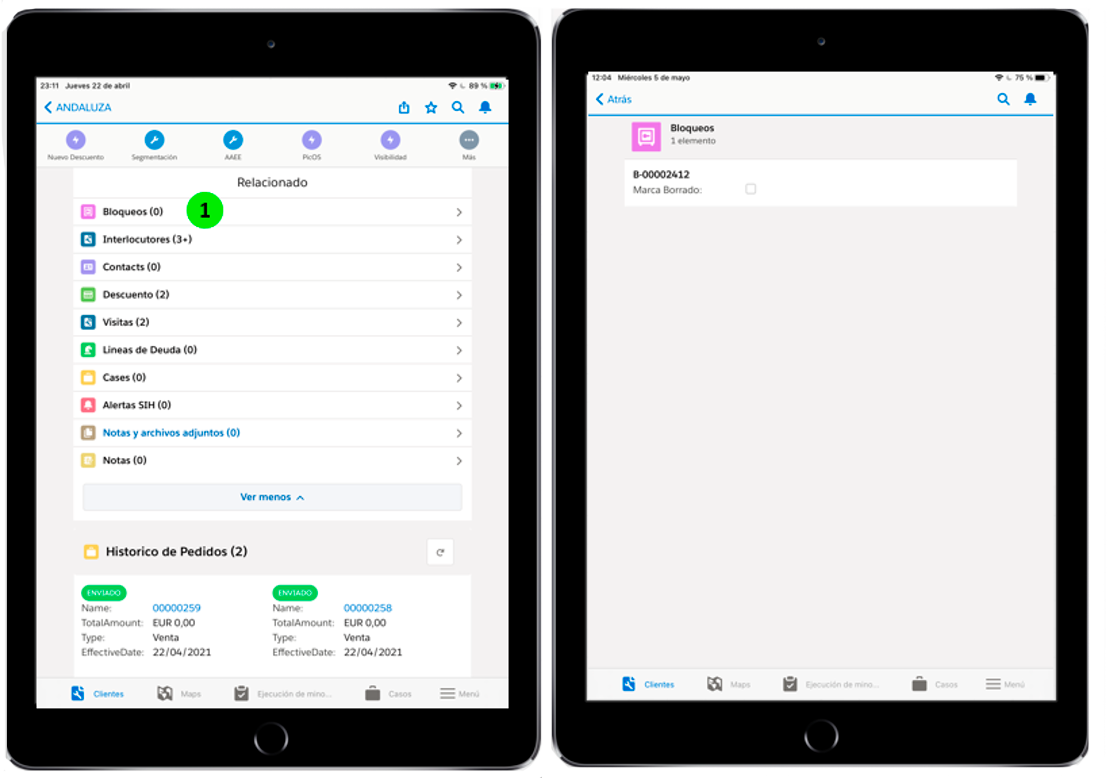 23:11 Jueves 22 de abril 89 %
ANDALUZA
Nuevo Descuento Segmentación AAEE PicOS Visibilidad Más
Relacionado
Bloqueos (0) 1
Interlocutores (3+)
Contacts (0)
Descuento (2)
Visitas (2)
Lineas de Deuda (0)
Cases (0)
Alertas SIH (0)
Notas y archivos adjuntos (0)
Notas (0)
Ver menos
Historico de Pedidos (2)
ENVIADO ENVIADO
Name: 00000259 Name: 00000258
TotalAmount: EUR 0,00 TotalAmount: EUR 0,00
Type: Venta Type: Venta
EffectiveDate: 22/04/2021 EffectiveDate: 22/04/2021
Clientes Maps Ejecución de mino... Casos Menú
12:04 Miércoles 5 de mayo 75 %
Atrás
Bloqueos
1 elemento
B-00002412
Marca Borrado:
Clientes Maps Ejecución de mino... Casos Menú